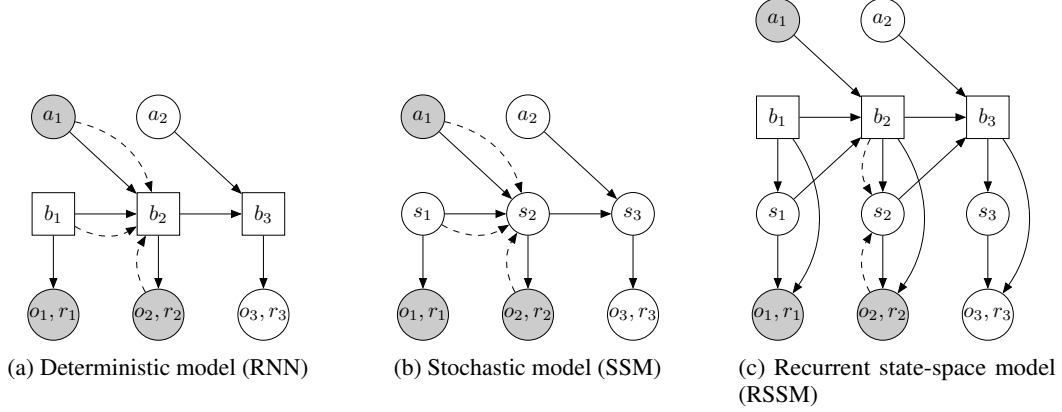 a₁ a₂
b₁ b₂ b₃
o₁, r₁ o₂, r₂ o₃, r₃
(a) Deterministic model (RNN)
a₁ a₂
s₁ s₂ s₃
o₁, r₁ o₂, r₂ o₃, r₃
(b) Stochastic model (SSM)
a₁ a₂
b₁ b₂ b₃
s₁ s₂ s₃
o₁, r₁ o₂, r₂ o₃, r₃
(c) Recurrent state-space model
(RSSM)